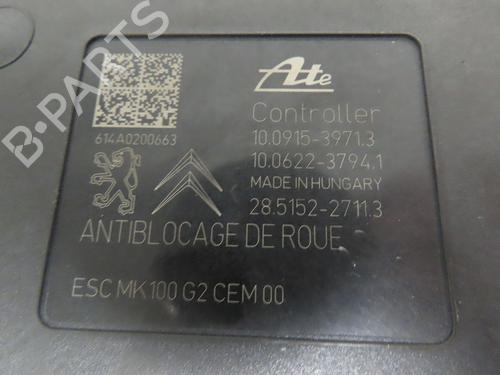 Ate
614A0200663
Controller
10.0915-3971.3
10.0622-3794.1
MADE IN HUNGARY
28.5152-2711.3
ANTIBLOCAGE DE ROUE
ESC MK100 G2 CEM 00
B-PARTS